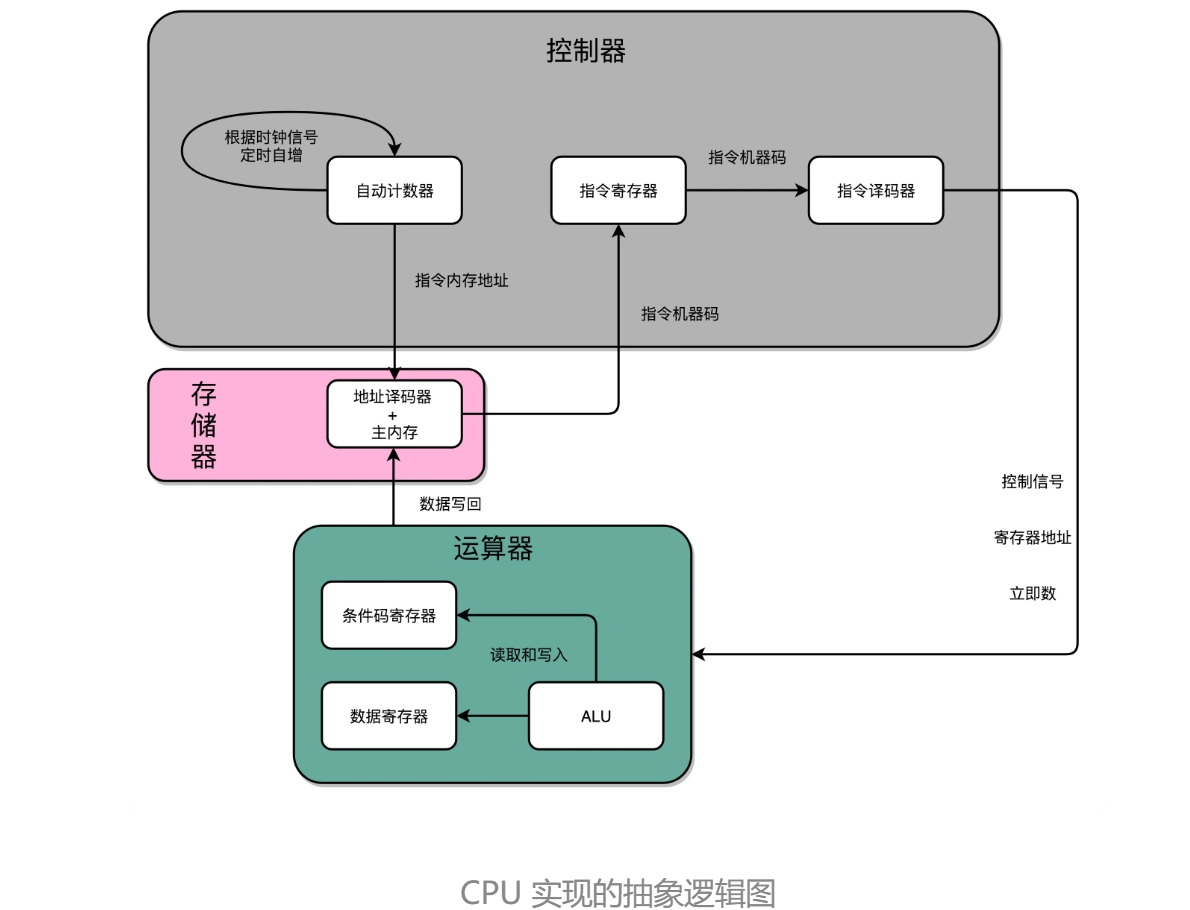 控制器
根据时钟信号
定时自增
自动计数器
指令寄存器
指令机器码
指令译码器
指令内存地址
指令机器码
存
储
器
地址译码器
+
主内存
数据写回
控制信号
寄存器地址
立即数
运算器
条件码寄存器
读取和写入
数据寄存器
ALU
CPU 实现的抽象逻辑图